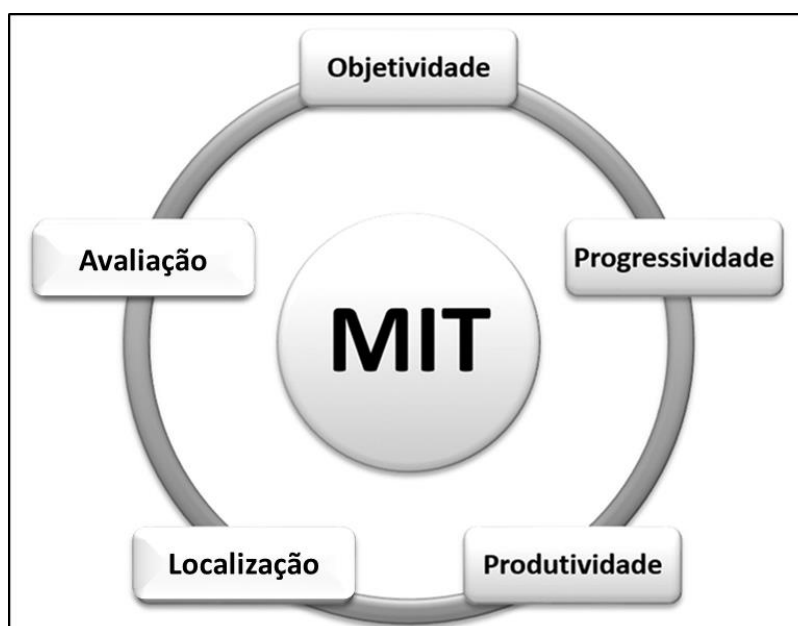 Objetividade
Avaliação
Progressividade
MIT
Localização
Produtividade